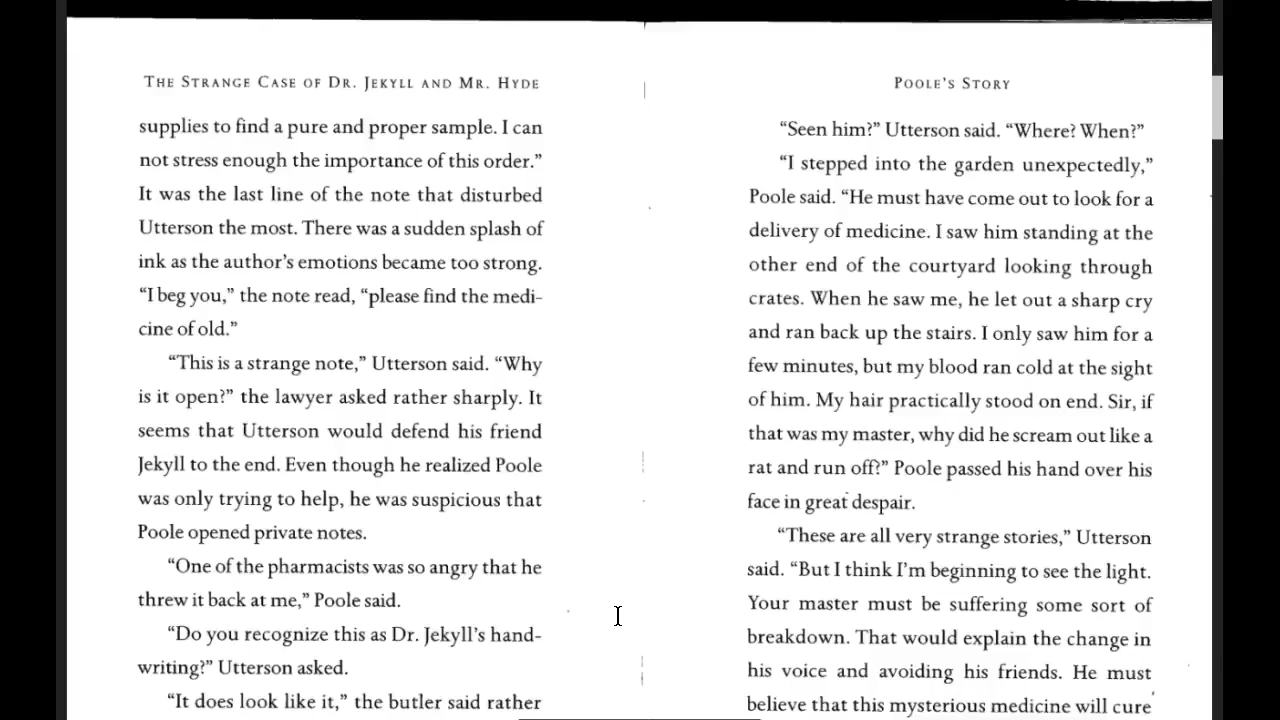 THE STRANGE CASE OF DR. JEKYLL AND MR. HYDE
supplies to find a pure and proper sample. I can
not stress enough the importance of this order.”
It was the last line of the note that disturbed
Utterson the most. There was a sudden splash of
ink as the author’s emotions became too strong.
“I beg you,” the note read, “please find the medi-
cine of old.”
“This is a strange note,” Utterson said. “Why
is it open?” the lawyer asked rather sharply. It
seems that Utterson would defend his friend
Jekyll to the end. Even though he realized Poole
was only trying to help, he was suspicious that
Poole opened private notes.
“One of the pharmacists was so angry that he
threw it back at me,” Poole said.
“Do you recognize this as Dr. Jekyll’s hand-
writing?” Utterson asked.
“It does look like it,” the butler said rather
POOLE’S STORY
“Seen him?” Utterson said. “Where? When?”
“I stepped into the garden unexpectedly,”
Poole said. “He must have come out to look for a
delivery of medicine. I saw him standing at the
other end of the courtyard looking through
crates. When he saw me, he let out a sharp cry
and ran back up the stairs. I only saw him for a
few minutes, but my blood ran cold at the sight
of him. My hair practically stood on end. Sir, if
that was my master, why did he scream out like a
rat and run off?” Poole passed his hand over his
face in great despair.
“These are all very strange stories,” Utterson
said. “But I think I’m beginning to see the light.
Your master must be suffering some sort of
breakdown. That would explain the change in
his voice and avoiding his friends. He must
believe that this mysterious medicine will cure